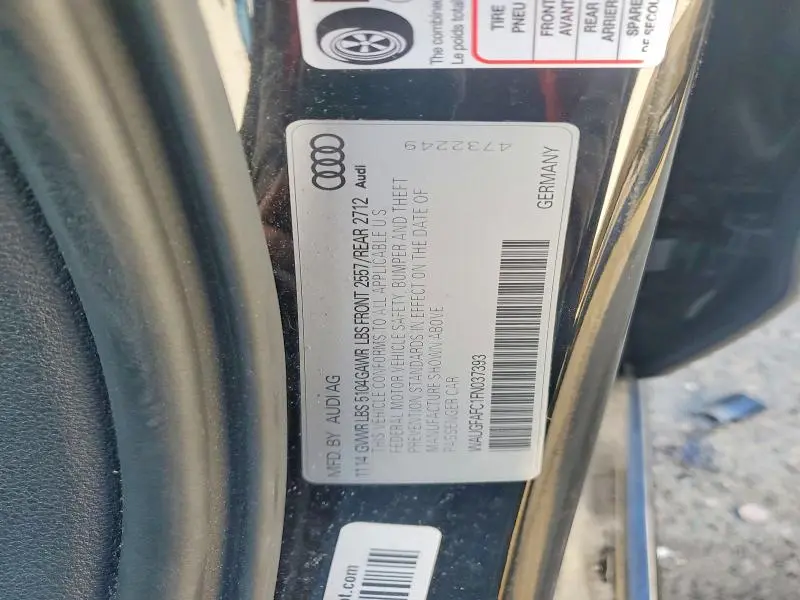 The combined
Le poids total
TIRE
PNEU
FRONT
AVANT
REAR
ARRIÈRE
SPARE
DE SECOU
4732249
Audi
MFD. BY AUDI AG
11 14 GVWR LBS 5104 GAWR LBS FRONT 2557/REAR 2712
THIS VEHICLE CONFORMS TO ALL APPLICABLE U.S
FEDERAL MOTOR VEHICLE SAFETY, BUMPER AND THEFT
PREVENTION STANDARDS IN EFFECT ON THE DATE OF
MANUFACTURE SHOWN ABOVE
PASSENGER CAR
WAUGFAFC1FN037393
GERMANY
ot.com